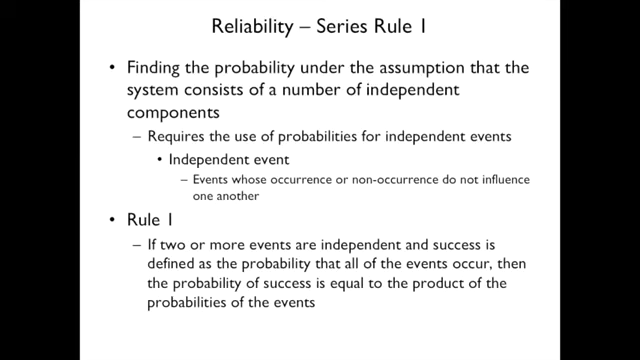 Reliability – Series Rule 1
• Finding the probability under the assumption that the
system consists of a number of independent
components
– Requires the use of probabilities for independent events
• Independent event
– Events whose occurrence or non-occurrence do not influence
one another
• Rule 1
– If two or more events are independent and success is
defined as the probability that all of the events occur, then
the probability of success is equal to the product of the
probabilities of the events